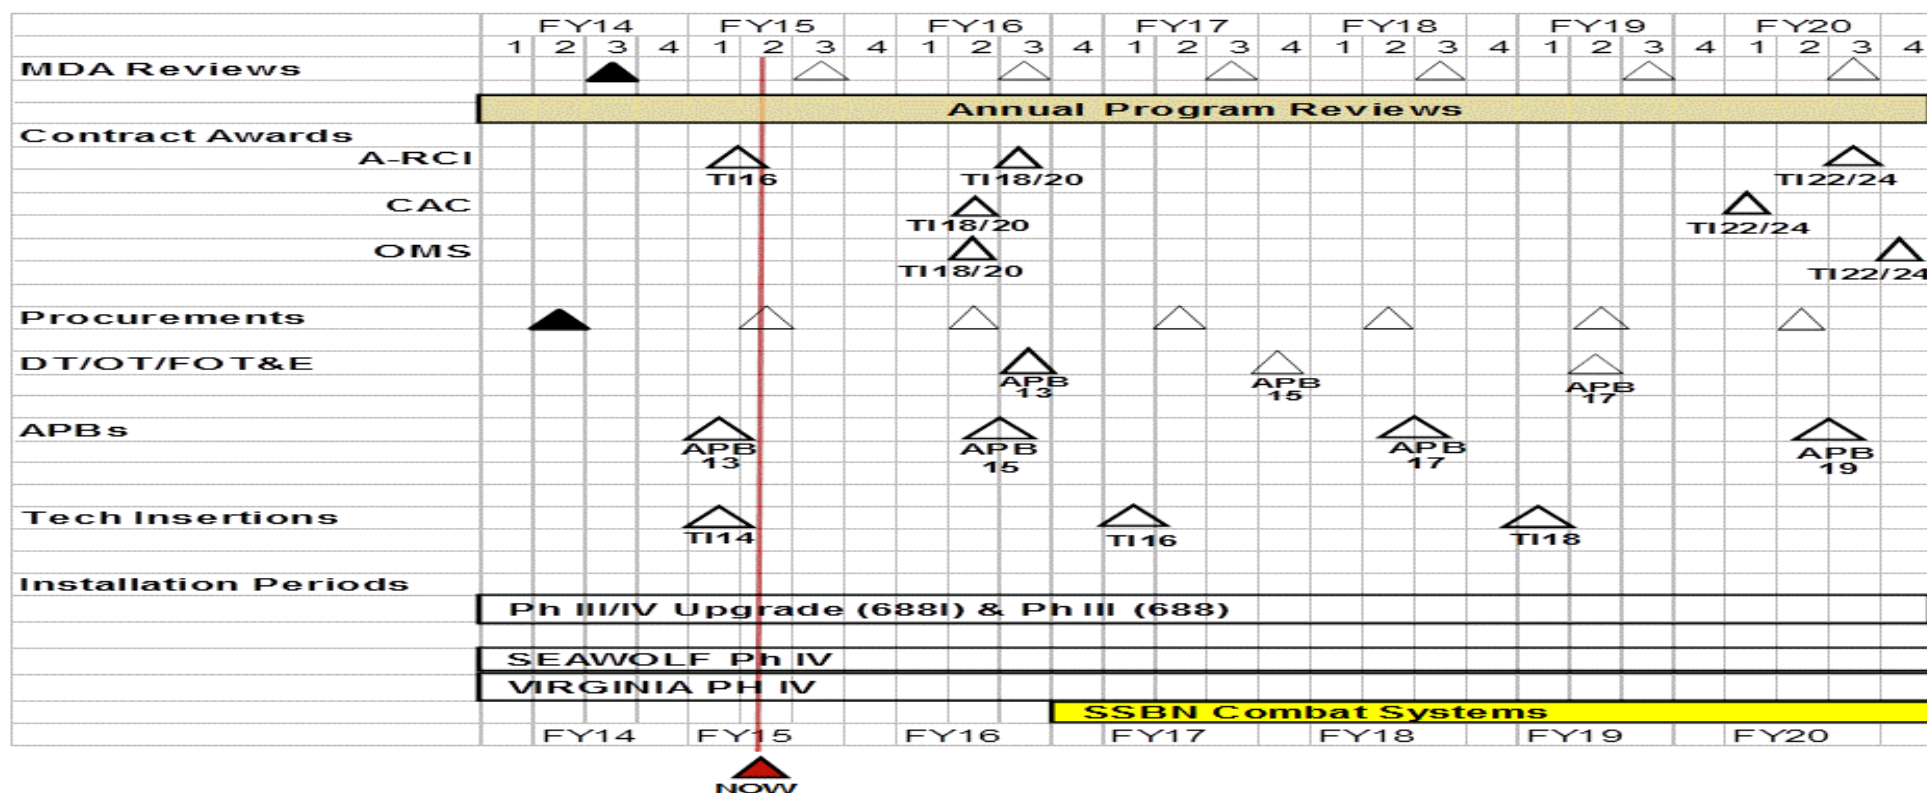 FY14 FY15 FY16 FY17 FY18 FY19 FY20
1 2 3 4 1 2 3 4 1 2 3 4 1 2 3 4 1 2 3 4 1 2 3 4 1 2 3 4
MDA Reviews
Annual Program Reviews
Contract Awards
A-RCI
TI16 TI18/20 TI22/24
CAC
TI18/20 TI22/24
OMS
TI18/20 TI22/24
Procurements
DT/OT/FOT&E
APB APB APB
13 15 17
APBs
APB APB APB APB
13 15 17 19
Tech Insertions
TI14 TI16 TI18
Installation Periods
Ph III/IV Upgrade (688I) & Ph III (688)
SEAWOLF Ph IV
VIRGINIA PH IV
SSBN Combat Systems
FY14 FY15 FY16 FY17 FY18 FY19 FY20
NOW